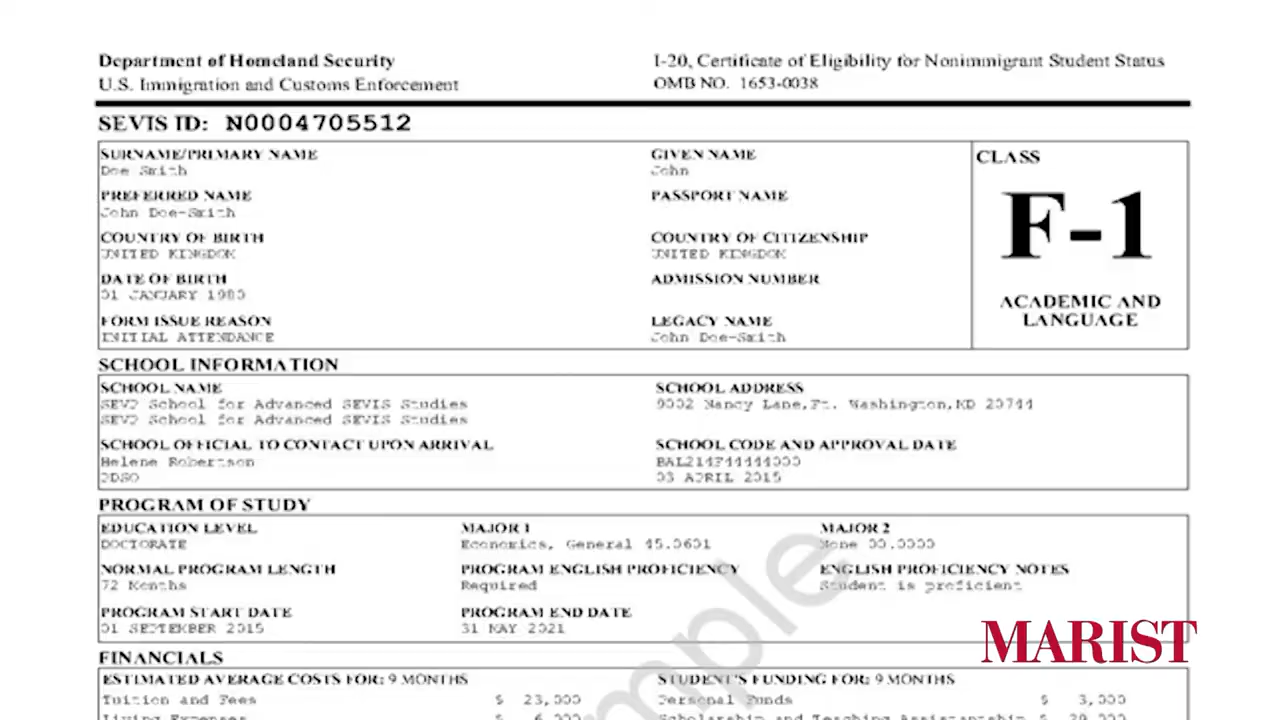 Department of Homeland Security
U.S. Immigration and Customs Enforcement
I-20, Certificate of Eligibility for Nonimmigrant Student Status
OMB NO. 1653-0038
SEVIS ID: N0004705512
SURNAME/PRIMARY NAME
Doe Smith
GIVEN NAME
John
CLASS
PREFERRED NAME
John Doe-Smith
PASSPORT NAME
F-1
COUNTRY OF BIRTH
UNITED KINGDOM
COUNTRY OF CITIZENSHIP
UNITED KINGDOM
DATE OF BIRTH
01 JANUARY 1980
ADMISSION NUMBER
ACADEMIC AND
LANGUAGE
FORM ISSUE REASON
INITIAL ATTENDANCE
LEGACY NAME
John Doe-Smith
SCHOOL INFORMATION
SCHOOL NAME
SEVP School for Advanced SEVIS Studies
SEVP School for Advanced SEVIS Studies
SCHOOL ADDRESS
9002 Nancy Lane,Ft. Washington,MD 20744
SCHOOL OFFICIAL TO CONTACT UPON ARRIVAL
Helene Robertson
PDSO
SCHOOL CODE AND APPROVAL DATE
BAL214F44444000
03 APRIL 2015
PROGRAM OF STUDY
EDUCATION LEVEL
DOCTORATE
MAJOR 1
Economics, General 45.0601
MAJOR 2
None 00.0000
NORMAL PROGRAM LENGTH
72 Months
PROGRAM ENGLISH PROFICIENCY
Required
ENGLISH PROFICIENCY NOTES
Student is proficient
PROGRAM START DATE
01 SEPTEMBER 2015
PROGRAM END DATE
31 MAY 2021
MARIST
FINANCIALS
ESTIMATED AVERAGE COSTS FOR: 9 MONTHS
Tuition and Fees $ 23,000
Living Expenses $ 6,000
STUDENT'S FUNDING FOR: 9 MONTHS
Personal Funds $ 3,000
Scholarship and Teaching Assistantship $